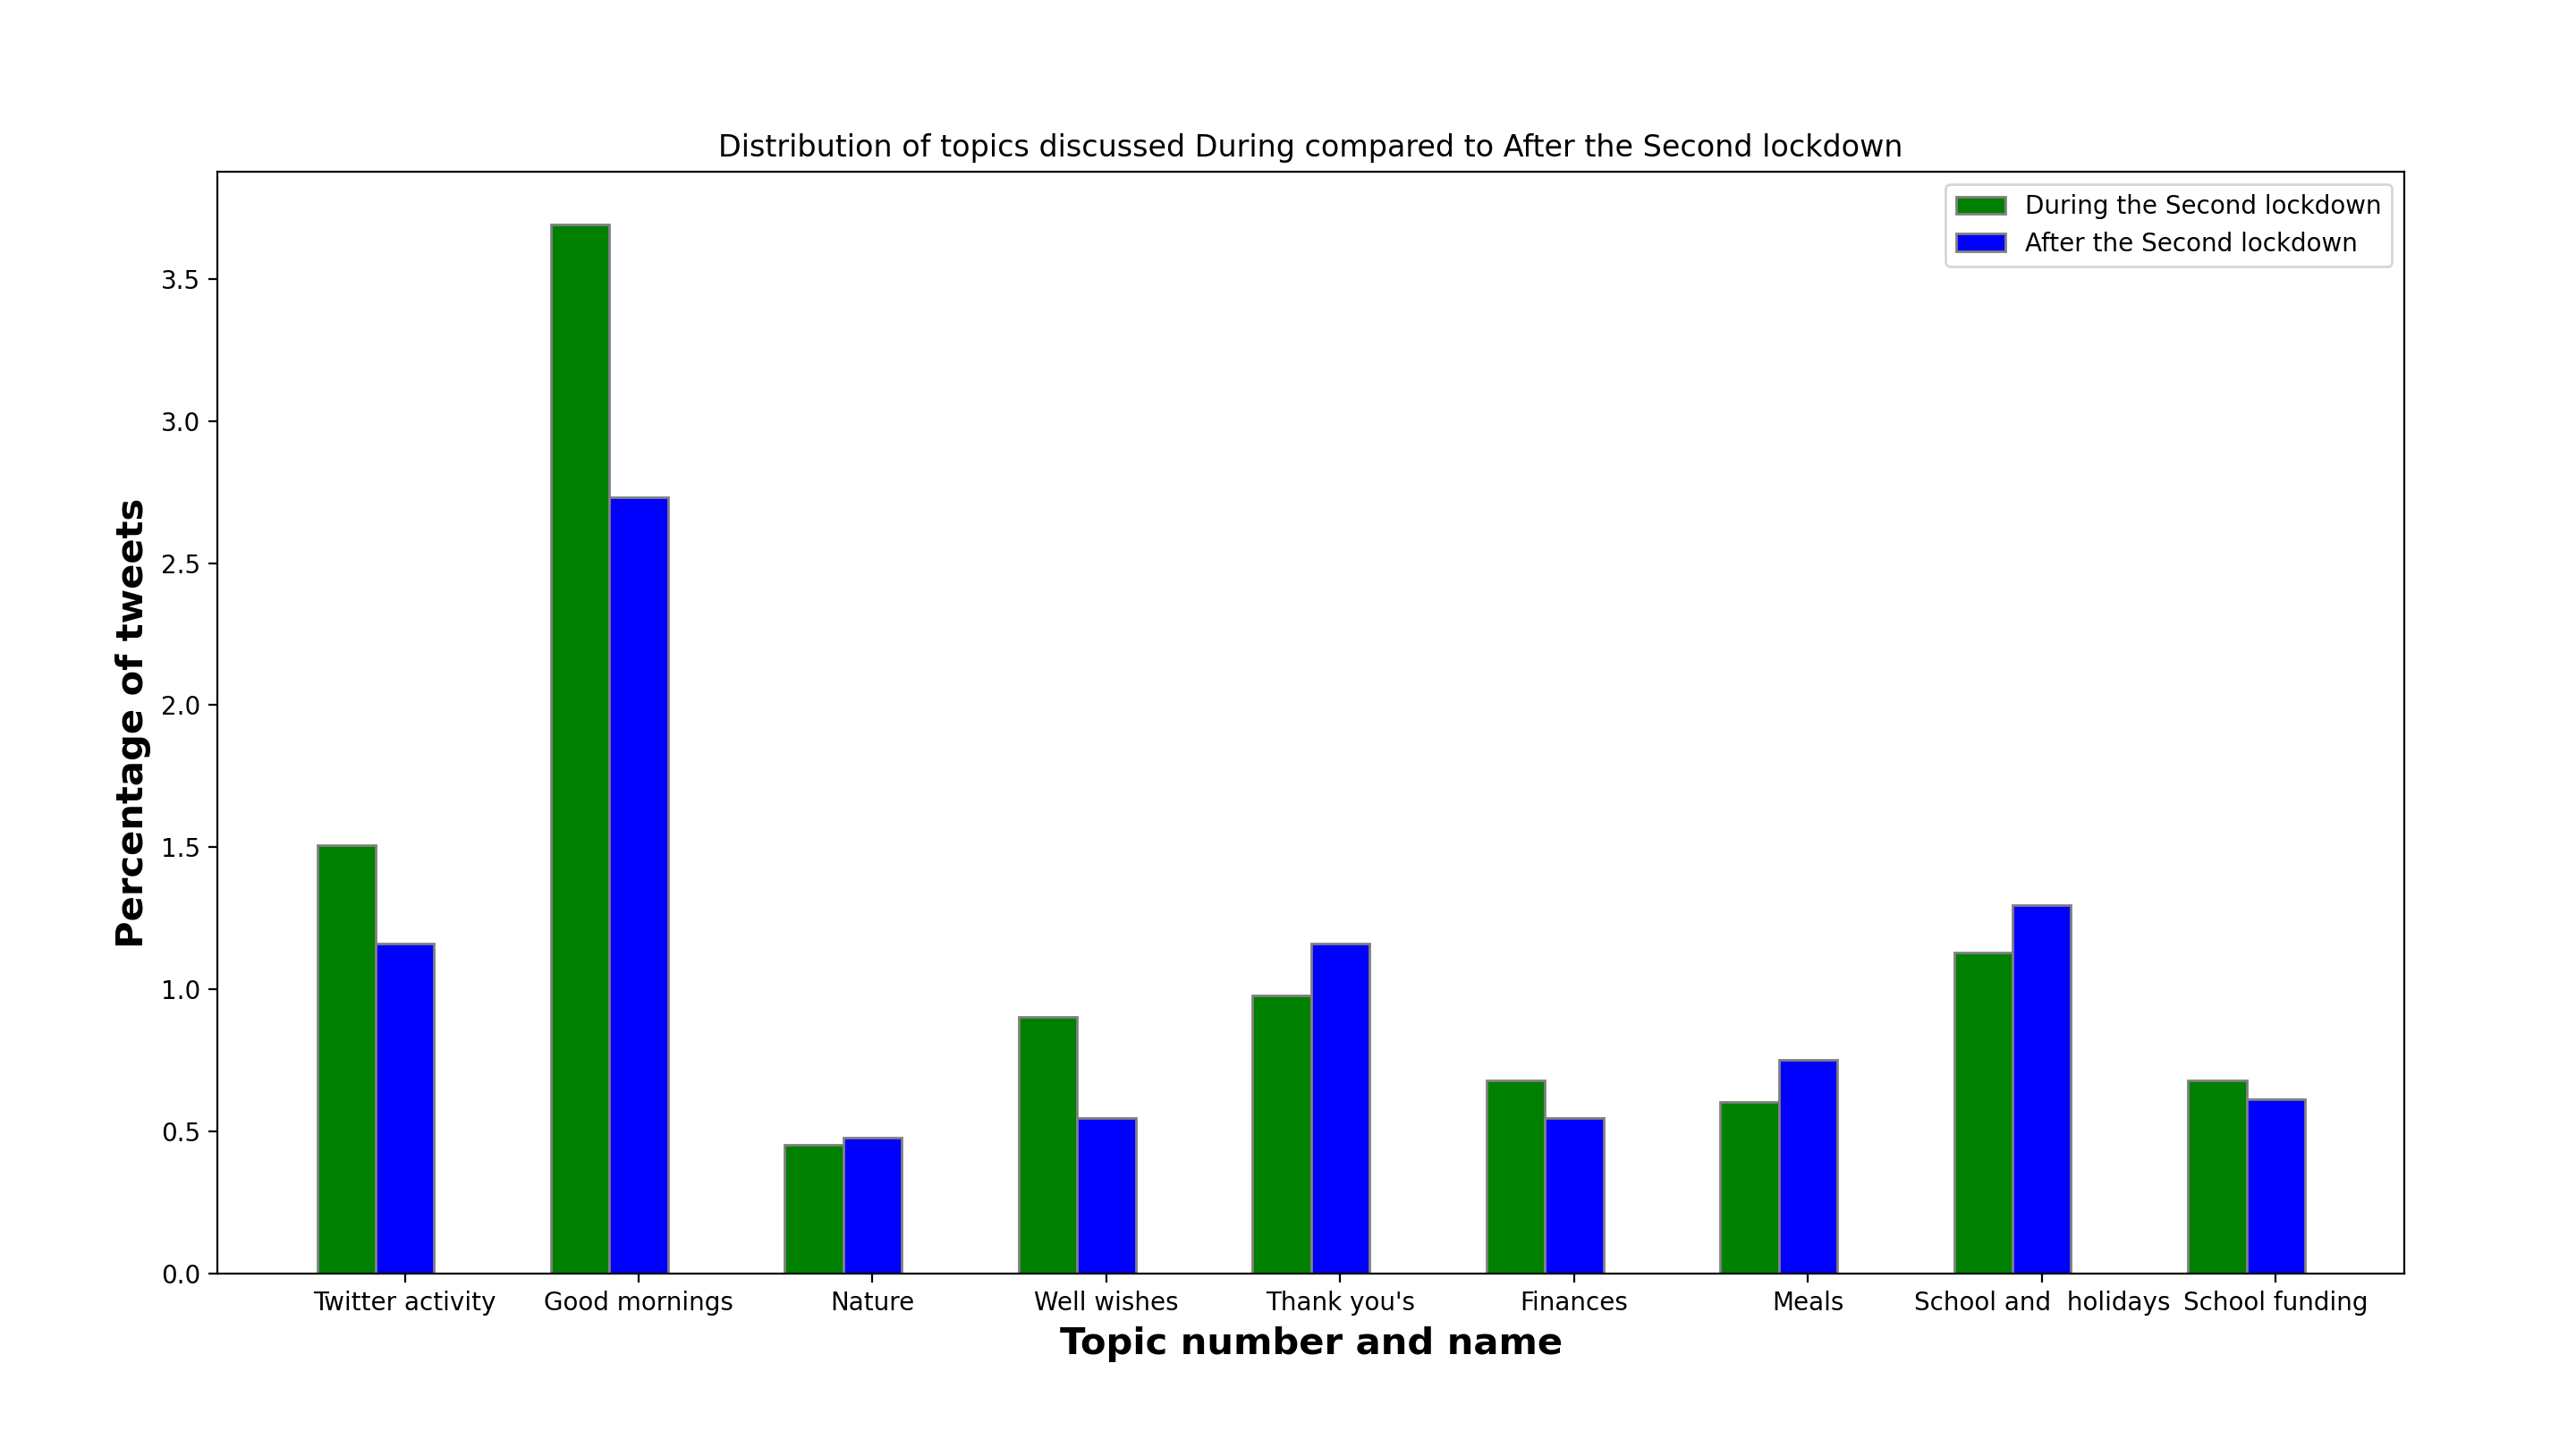 Distribution of topics discussed During compared to After the Second lockdown
During the Second lockdown
After the Second lockdown
Percentage of tweets
3.5
3.0
2.5
2.0
1.5
1.0
0.5
0.0
Twitter activity Good mornings Nature Well wishes Thank you's Finances Meals School and  holidays School funding
Topic number and name